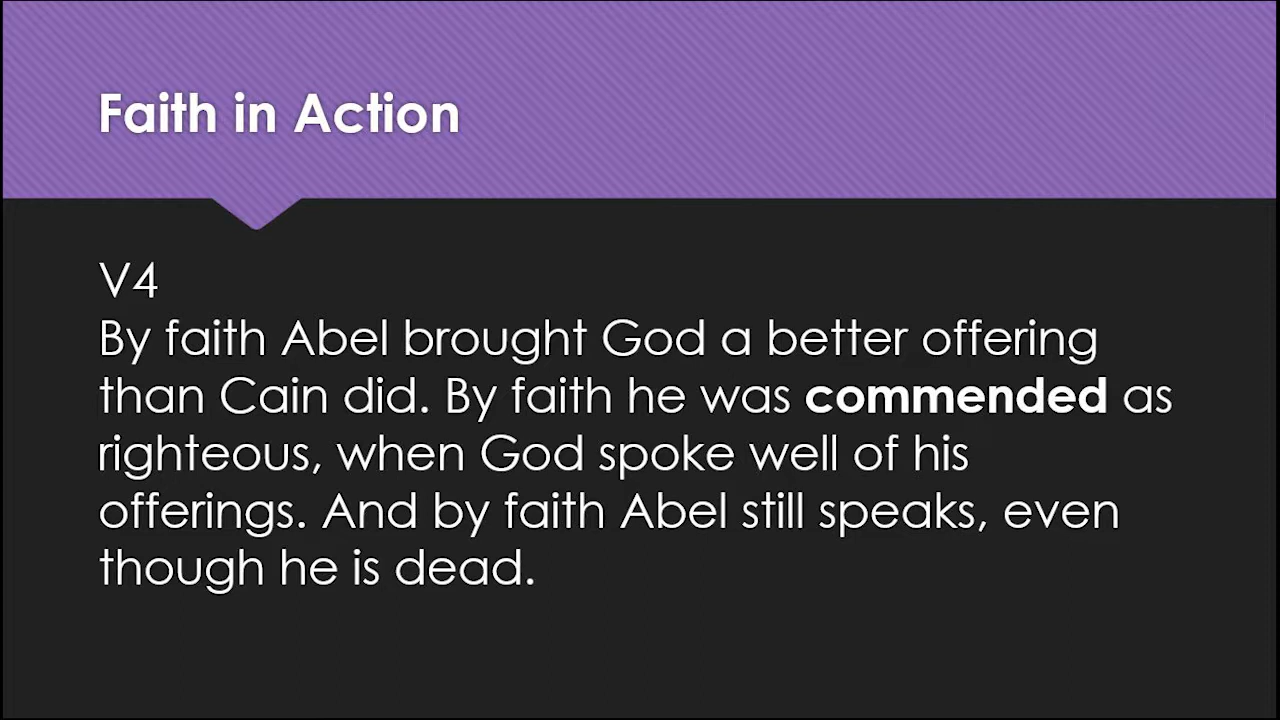 Faith in Action
V4
By faith Abel brought God a better offering
than Cain did. By faith he was commended as
righteous, when God spoke well of his
offerings. And by faith Abel still speaks, even
though he is dead.